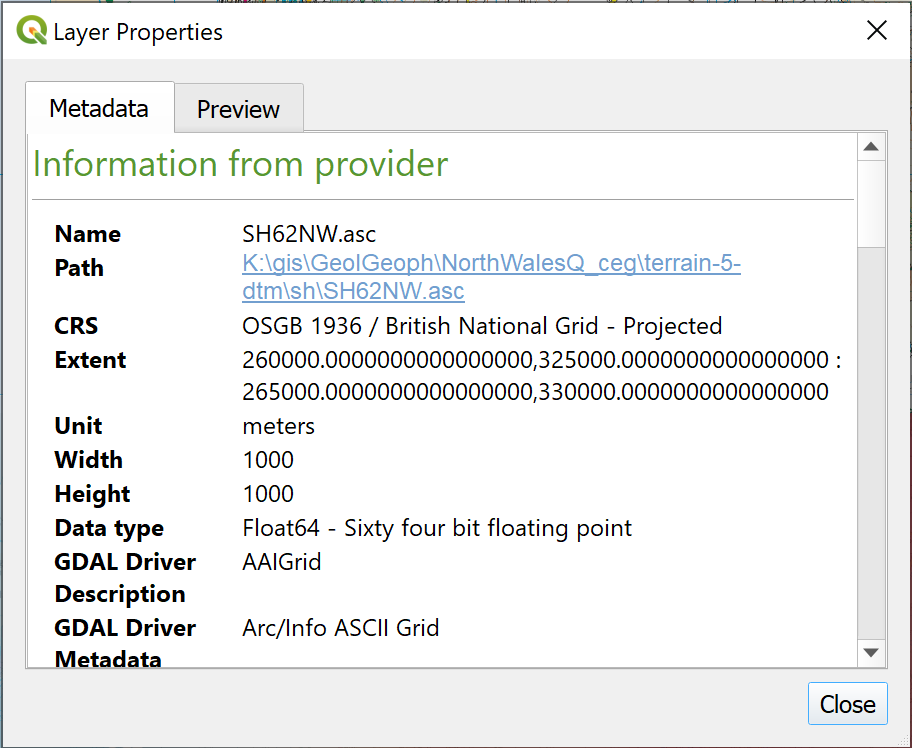 Layer Properties
Metadata
Preview
Information from provider
Name SH62NW.asc
Path K:\gis\GeolGeoph\NorthWalesQ_ceg\terrain-5-
dtm\sh\SH62NW.asc
CRS OSGB 1936 / British National Grid - Projected
Extent 260000.0000000000000000,325000.0000000000000000 :
265000.0000000000000000,330000.0000000000000000
Unit meters
Width 1000
Height 1000
Data type Float64 - Sixty four bit floating point
GDAL Driver AAIGrid
Description
GDAL Driver Arc/Info ASCII Grid
Metadata
Close